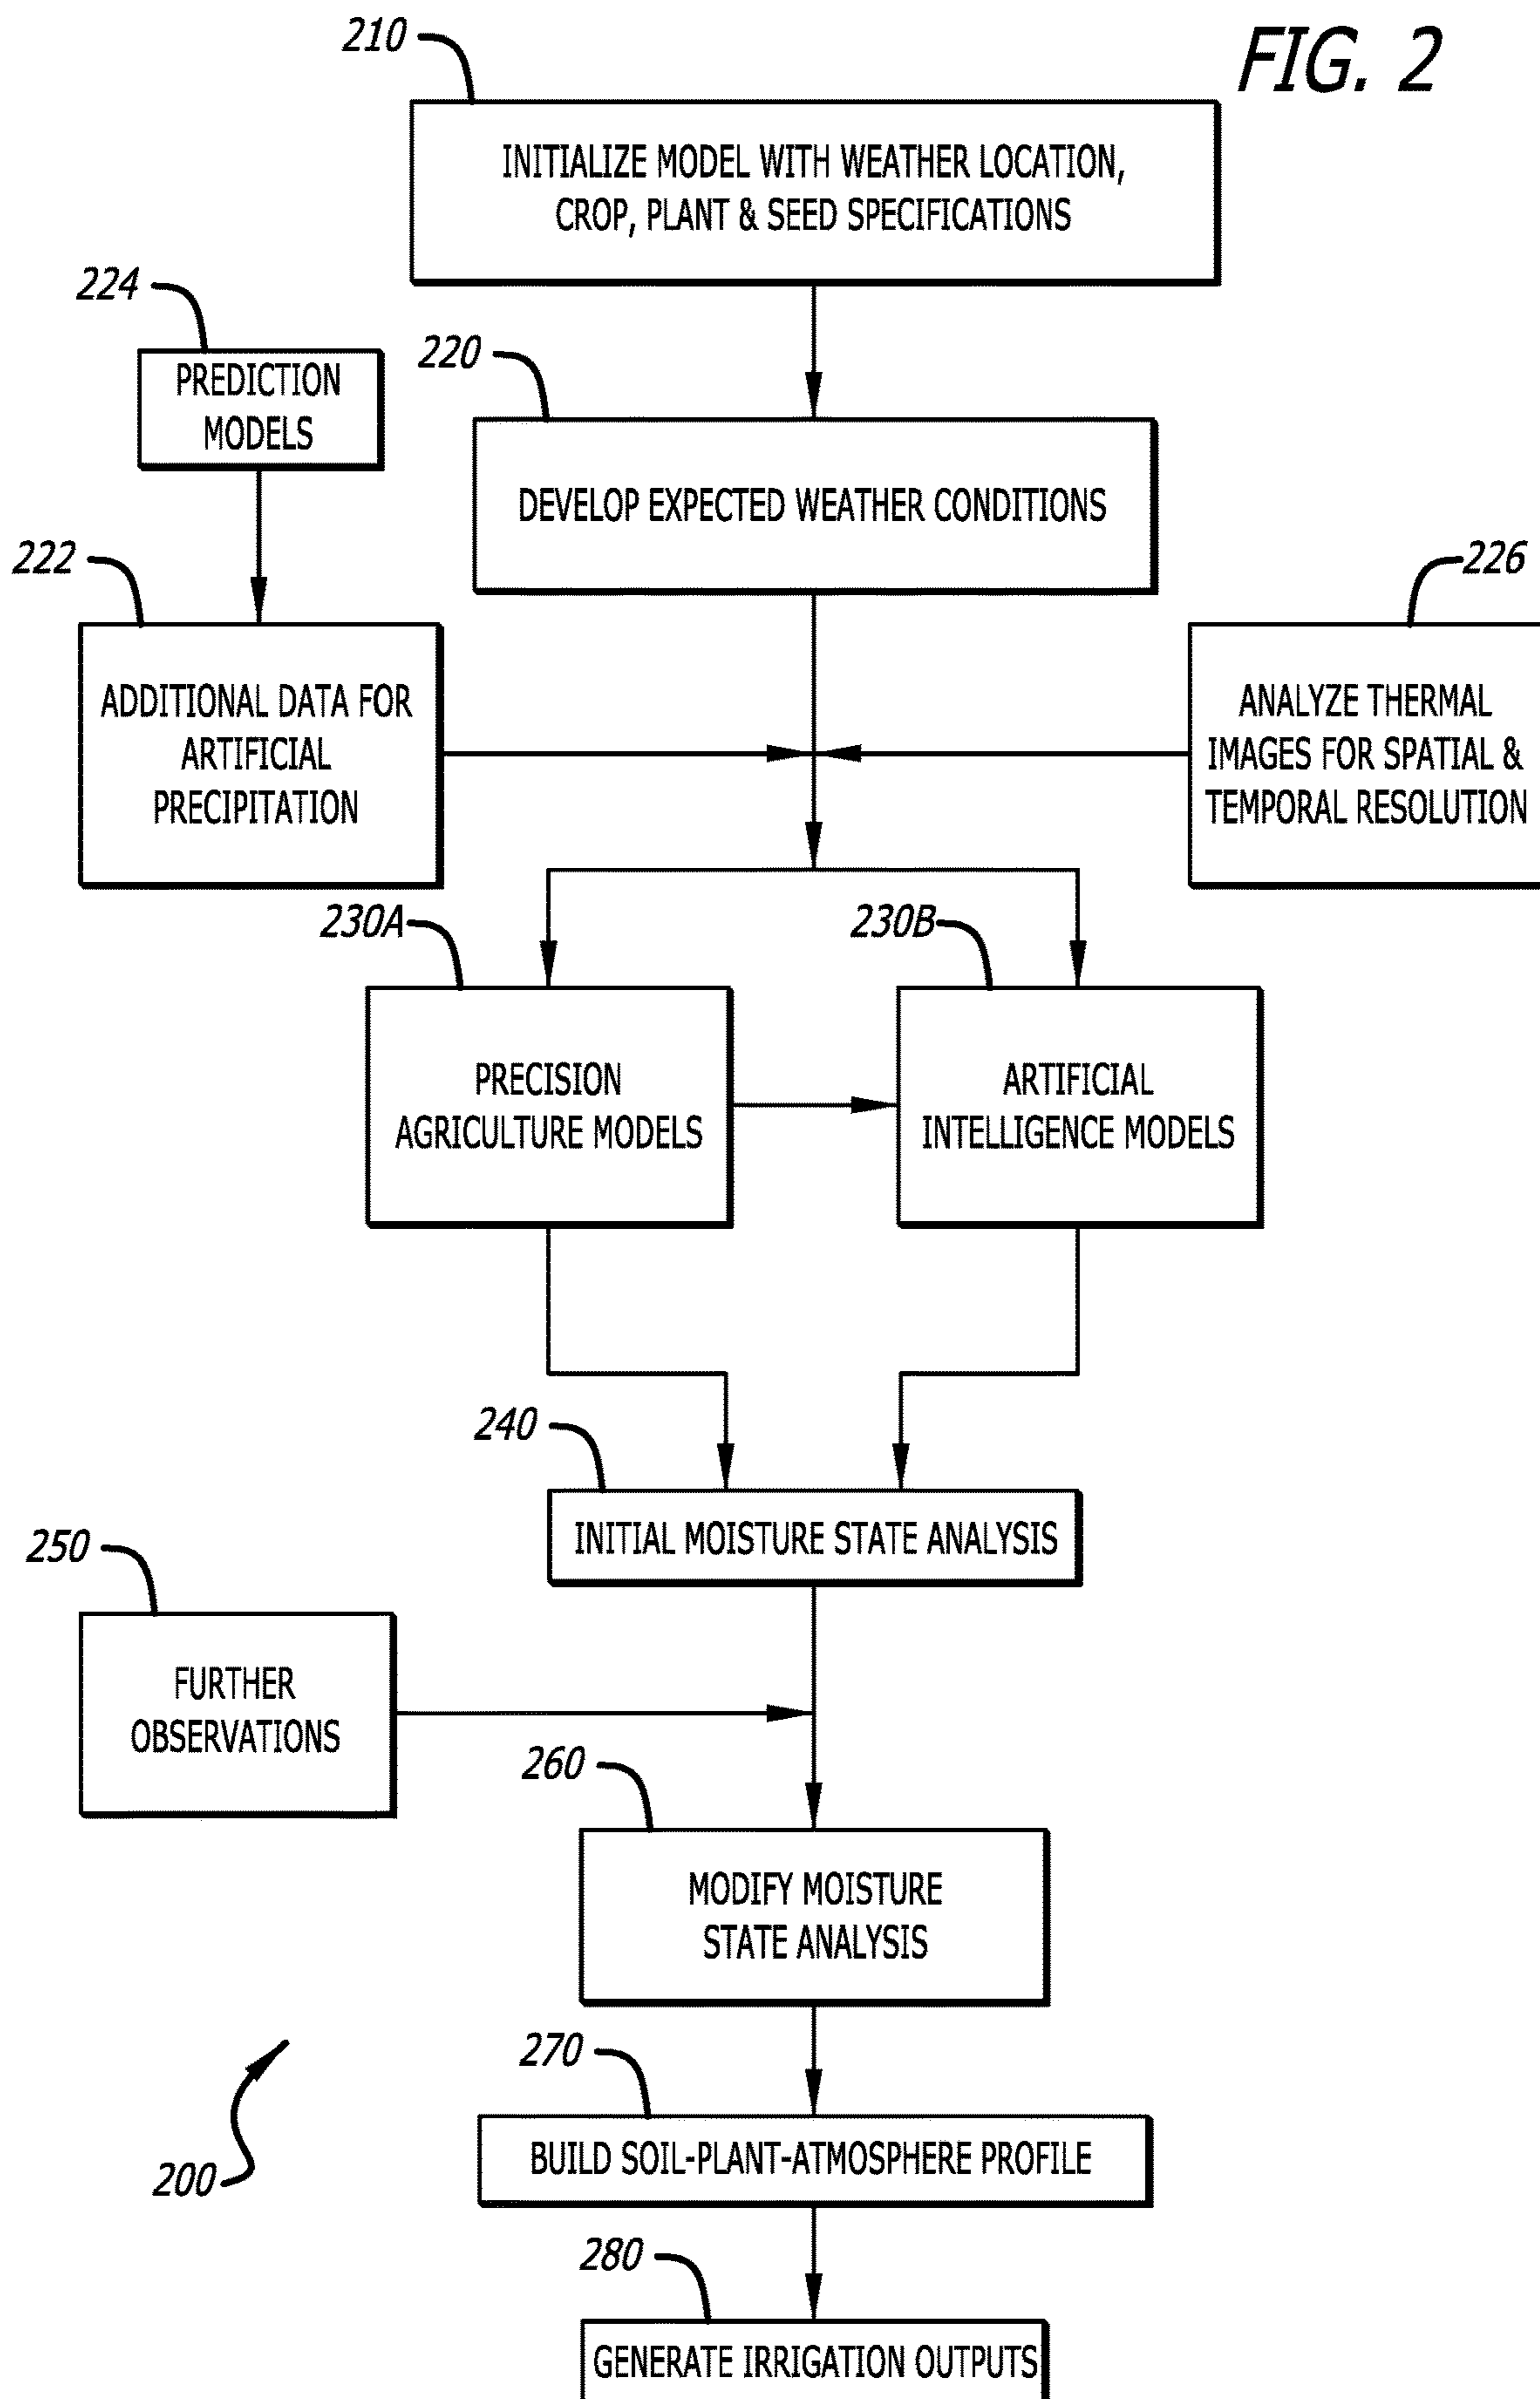 FIG. 2
210
INITIALIZE MODEL WITH WEATHER LOCATION,
CROP, PLANT & SEED SPECIFICATIONS
224
PREDICTION
MODELS
220
DEVELOP EXPECTED WEATHER CONDITIONS
222
ADDITIONAL DATA FOR
ARTIFICIAL
PRECIPITATION
226
ANALYZE THERMAL
IMAGES FOR SPATIAL &
TEMPORAL RESOLUTION
230A
PRECISION
AGRICULTURE MODELS
230B
ARTIFICIAL
INTELLIGENCE MODELS
240
INITIAL MOISTURE STATE ANALYSIS
250
FURTHER
OBSERVATIONS
260
MODIFY MOISTURE
STATE ANALYSIS
270
BUILD SOIL-PLANT-ATMOSPHERE PROFILE
200
280
GENERATE IRRIGATION OUTPUTS